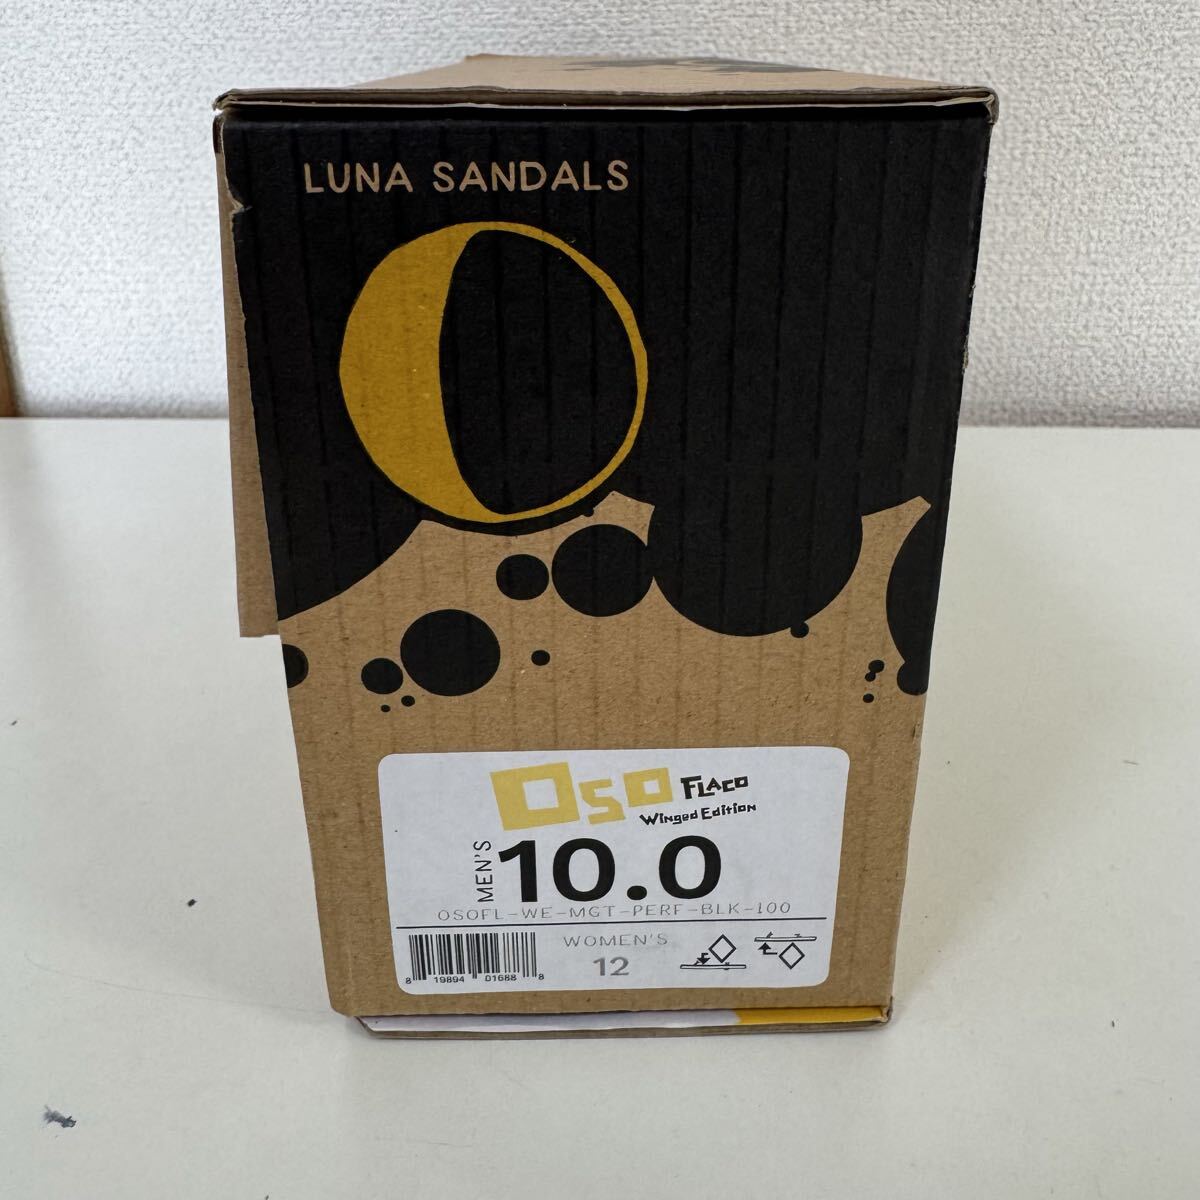 LUNA SANDALS
Oso FLACO
Winged Edition
MEN'S 10.0
OSOFL-WE-MGT-PERF-BLK-100
WOMEN'S
12
8 19894 01688 8